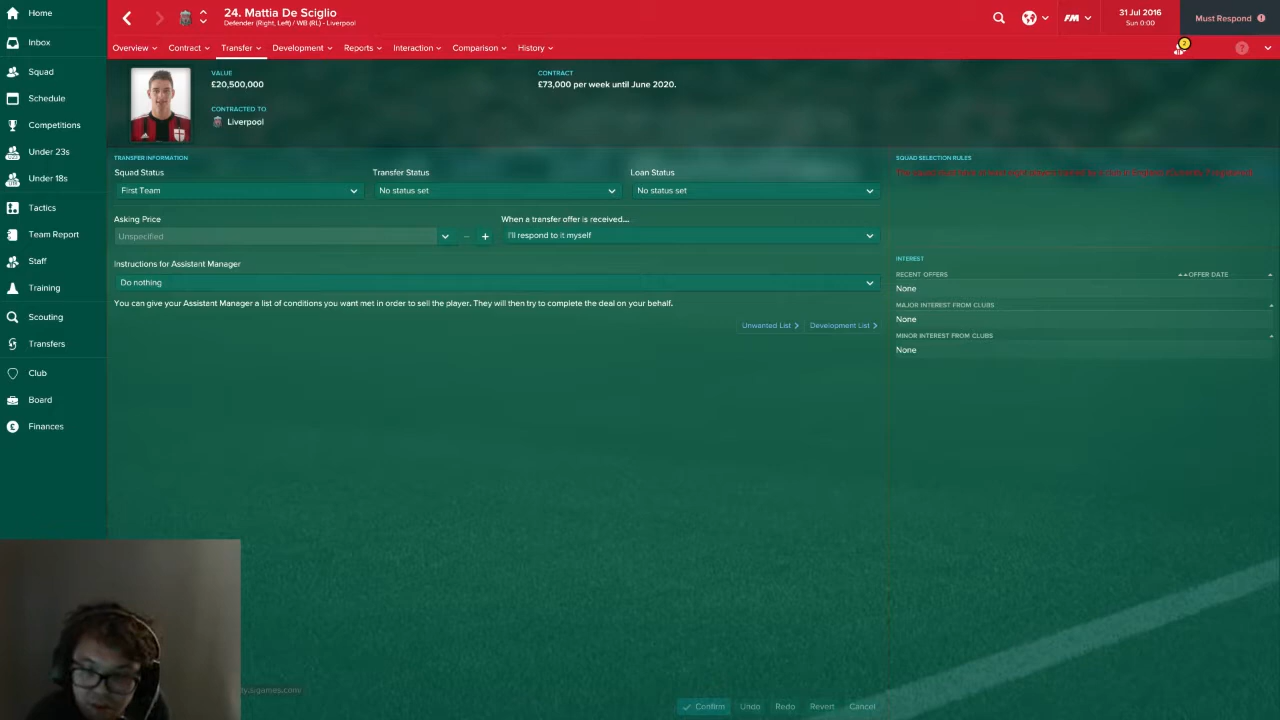 Home
Inbox
Squad
Schedule
Competitions
Under 23s
Under 18s
Tactics
Team Report
Staff
Training
Scouting
Transfers
Club
Board
Finances
24. Mattia De Sciglio
Defender (Right, Left) / WB (RL) - Liverpool
FM
31 Jul 2016
Sun 0:00
Must Respond
Overview Contract Transfer Development Reports Interaction Comparison History
2
VALUE
£20,500,000
CONTRACTED TO
Liverpool
CONTRACT
£73,000 per week until June 2020.
TRANSFER INFORMATION
Squad Status Transfer Status Loan Status
First Team No status set No status set
Asking Price When a transfer offer is received....
Unspecified I'll respond to it myself
Instructions for Assistant Manager
Do nothing
You can give your Assistant Manager a list of conditions you want met in order to sell the player. They will then try to complete the deal on your behalf.
Unwanted List Development List
SQUAD SELECTION RULES
INTEREST
RECENT OFFERS OFFER DATE
None
MAJOR INTEREST FROM CLUBS
None
MINOR INTEREST FROM CLUBS
None
Confirm Undo Redo Revert Cancel